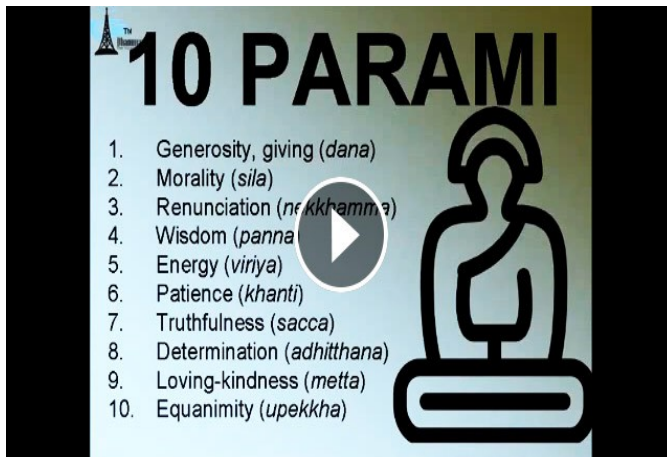 TM
10 PARAMI
1. Generosity, giving (dana)
2. Morality (sila)
3. Renunciation (nekkhamma)
4. Wisdom (panna)
5. Energy (viriya)
6. Patience (khanti)
7. Truthfulness (sacca)
8. Determination (adhitthana)
9. Loving-kindness (metta)
10. Equanimity (upekkha)